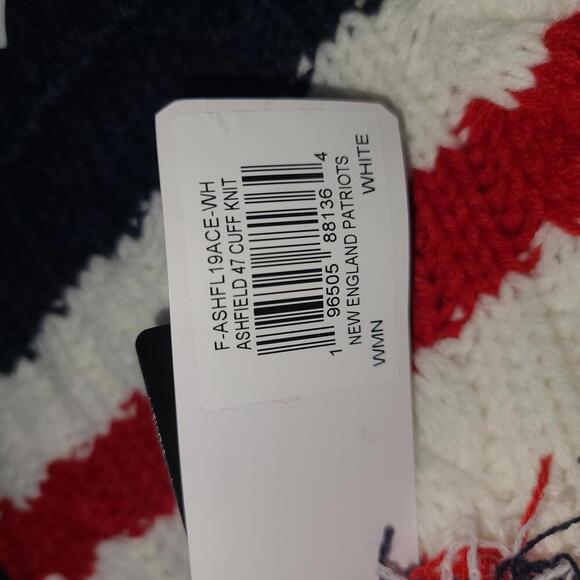 F-ASHFL19ACE-WH
ASHFIELD 47 CUFF KNIT
1 96505 88136 4
NEW ENGLAND PATRIOTS
WMN WHITE